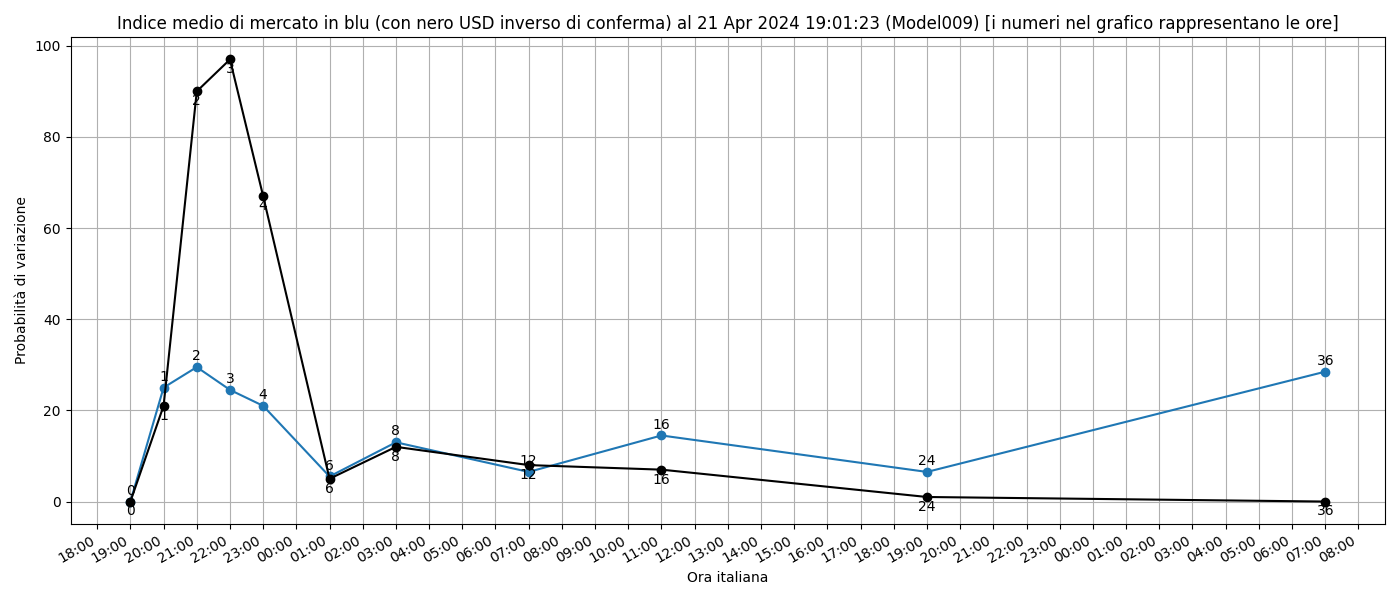 Indice medio di mercato in blu (con nero USD inverso di conferma) al 21 Apr 2024 19:01:23 (Model009) [i numeri nel grafico rappresentano le ore]
Probabilità di variazione
100
80
60
40
20
0
0 1 2 3 4 6 8 12 16 24 36
0 1 2 3 4 6 8 12 16 24 36
18:00 19:00 20:00 21:00 22:00 23:00 00:00 01:00 02:00 03:00 04:00 05:00 06:00 07:00 08:00 09:00 10:00 11:00 12:00 13:00 14:00 15:00 16:00 17:00 18:00 19:00 20:00 21:00 22:00 23:00 00:00 01:00 02:00 03:00 04:00 05:00 06:00 07:00 08:00
Ora italiana